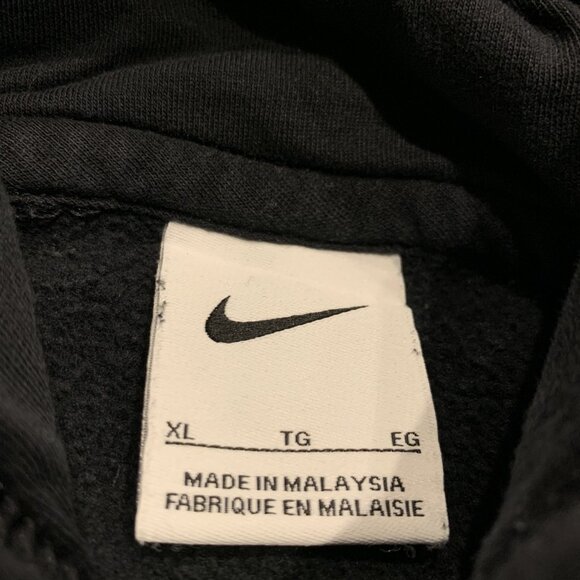 XL TG EG
MADE IN MALAYSIA
FABRIQUE EN MALAISIE